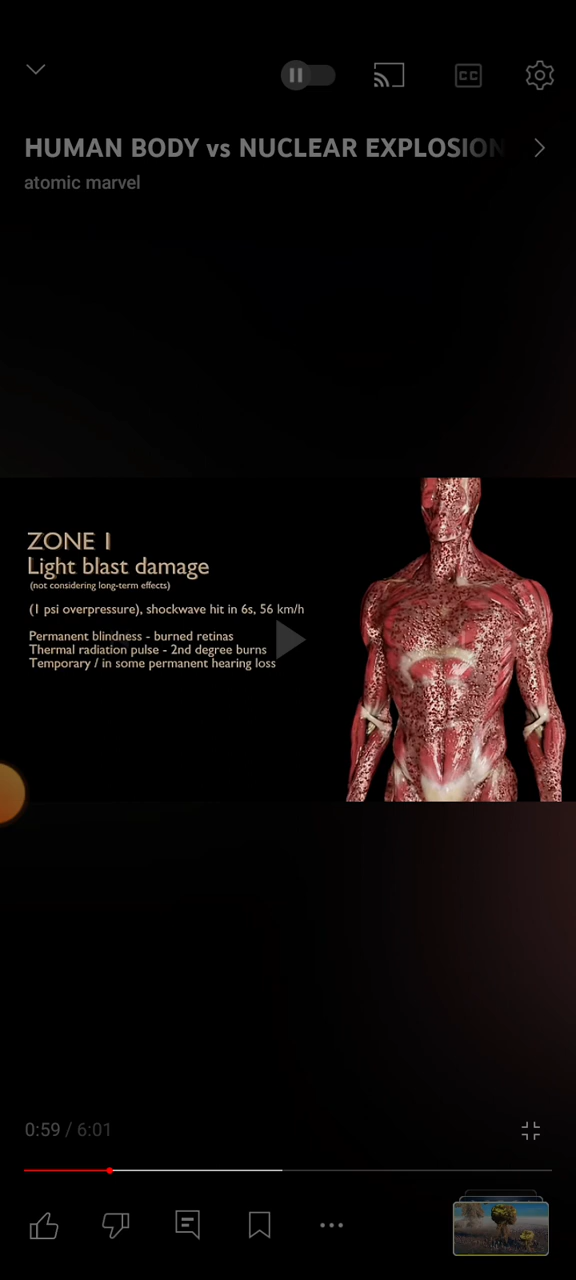 CC
HUMAN BODY vs NUCLEAR EXPLOSION
atomic marvel
ZONE 1
Light blast damage
(not considering long-term effects)
(1 psi overpressure), shockwave hit in 6s, 56 km/h
Permanent blindness - burned retinas
Thermal radiation pulse - 2nd degree burns
Temporary / in some permanent hearing loss
0:59 / 6:01